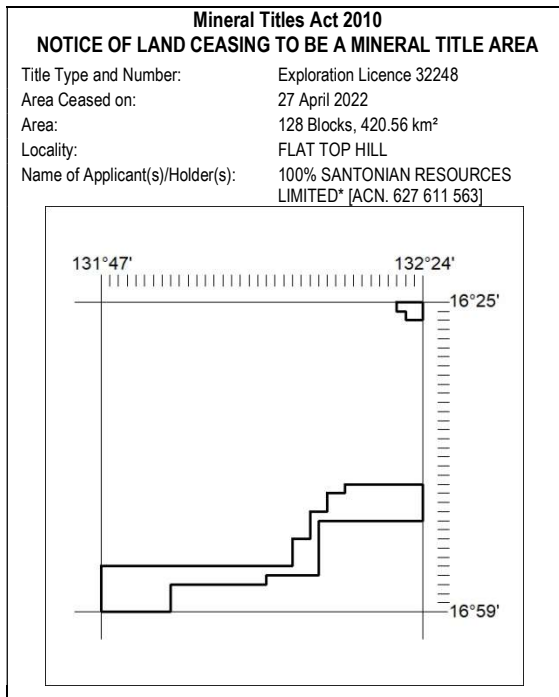 Mineral Titles Act 2010
NOTICE OF LAND CEASING TO BE A MINERAL TITLE AREA
Title Type and Number: Exploration Licence 32248
Area Ceased on: 27 April 2022
Area: 128 Blocks, 420.56 km²
Locality: FLAT TOP HILL
Name of Applicant(s)/Holder(s): 100% SANTONIAN RESOURCES
LIMITED* [ACN. 627 611 563]
131°47' 132°24'
16°25'
16°59'